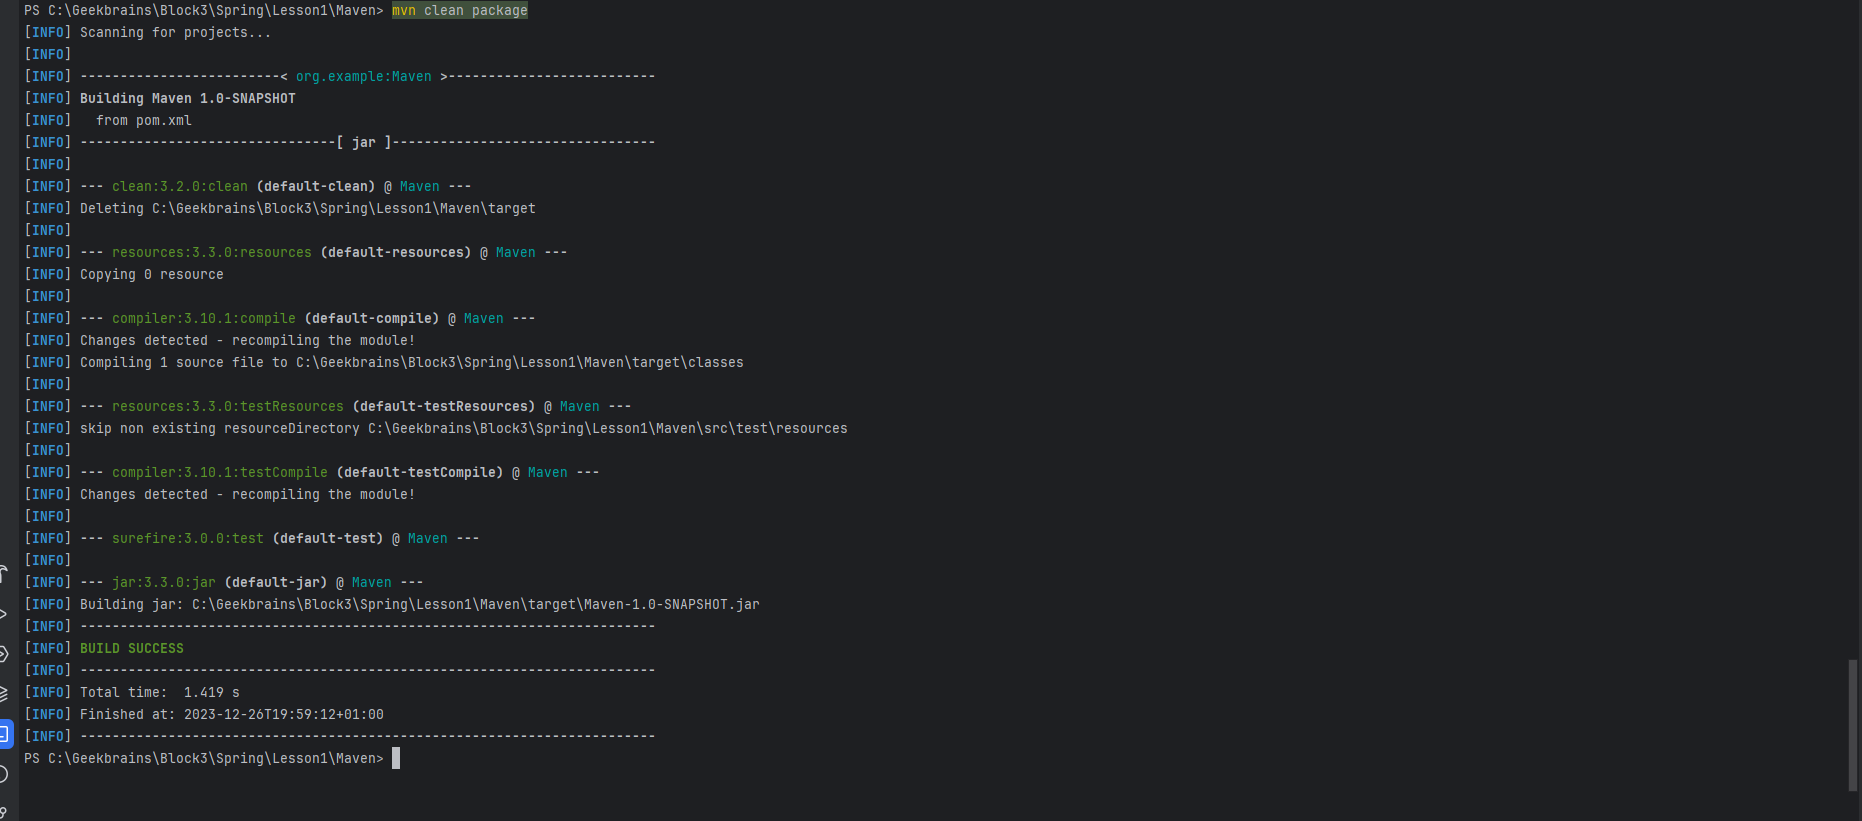 PS C:\Geekbrains\Block3\Spring\Lesson1\Maven> mvn clean package
[INFO] Scanning for projects...
[INFO]
[INFO] -------------------------< org.example:Maven >--------------------------
[INFO] Building Maven 1.0-SNAPSHOT
[INFO]   from pom.xml
[INFO] --------------------------------[ jar ]---------------------------------
[INFO]
[INFO] --- clean:3.2.0:clean (default-clean) @ Maven ---
[INFO] Deleting C:\Geekbrains\Block3\Spring\Lesson1\Maven\target
[INFO]
[INFO] --- resources:3.3.0:resources (default-resources) @ Maven ---
[INFO] Copying 0 resource
[INFO]
[INFO] --- compiler:3.10.1:compile (default-compile) @ Maven ---
[INFO] Changes detected - recompiling the module!
[INFO] Compiling 1 source file to C:\Geekbrains\Block3\Spring\Lesson1\Maven\target\classes
[INFO]
[INFO] --- resources:3.3.0:testResources (default-testResources) @ Maven ---
[INFO] skip non existing resourceDirectory C:\Geekbrains\Block3\Spring\Lesson1\Maven\src\test\resources
[INFO]
[INFO] --- compiler:3.10.1:testCompile (default-testCompile) @ Maven ---
[INFO] Changes detected - recompiling the module!
[INFO]
[INFO] --- surefire:3.0.0:test (default-test) @ Maven ---
[INFO]
[INFO] --- jar:3.3.0:jar (default-jar) @ Maven ---
[INFO] Building jar: C:\Geekbrains\Block3\Spring\Lesson1\Maven\target\Maven-1.0-SNAPSHOT.jar
[INFO] ------------------------------------------------------------------------
[INFO] BUILD SUCCESS
[INFO] ------------------------------------------------------------------------
[INFO] Total time:  1.419 s
[INFO] Finished at: 2023-12-26T19:59:12+01:00
[INFO] ------------------------------------------------------------------------
PS C:\Geekbrains\Block3\Spring\Lesson1\Maven>